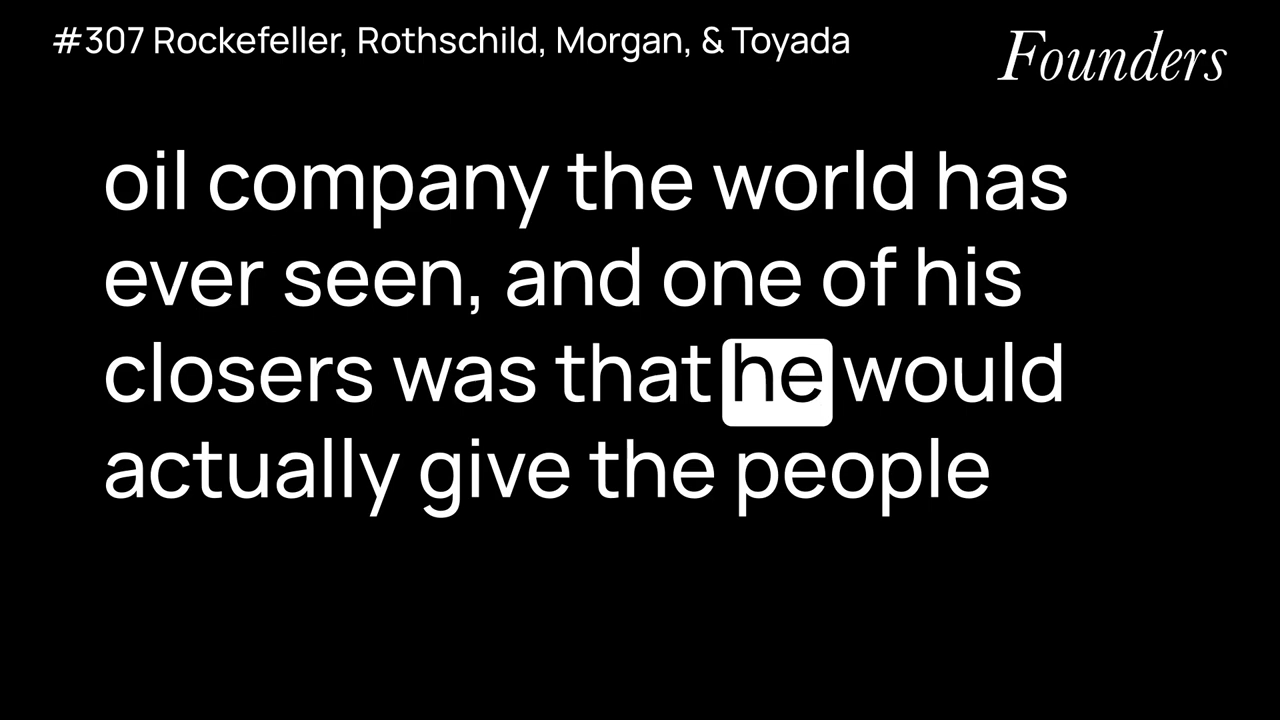 #307 Rockefeller, Rothschild, Morgan, & Toyada
Founders
oil company the world has
ever seen, and one of his
closers was that he would
actually give the people